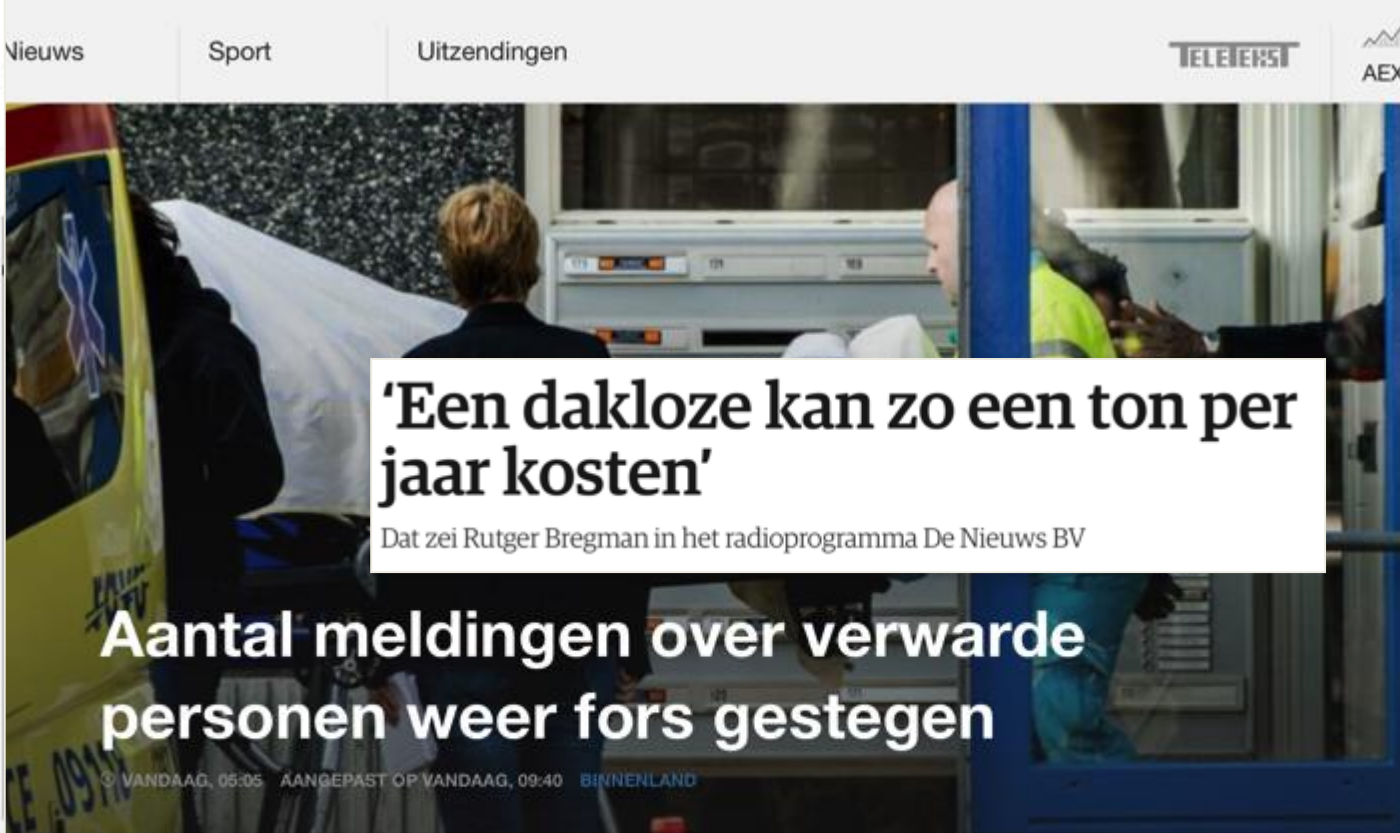 Nieuws
Sport
Uitzendingen
TELETEKST
AEX
‘Een dakloze kan zo een ton per
jaar kosten’
Dat zei Rutger Bregman in het radioprogramma De Nieuws BV
Aantal meldingen over verwarde
personen weer fors gestegen
VANDAAG, 05:05 AANGEPAST OP VANDAAG, 09:40 BINNENLAND